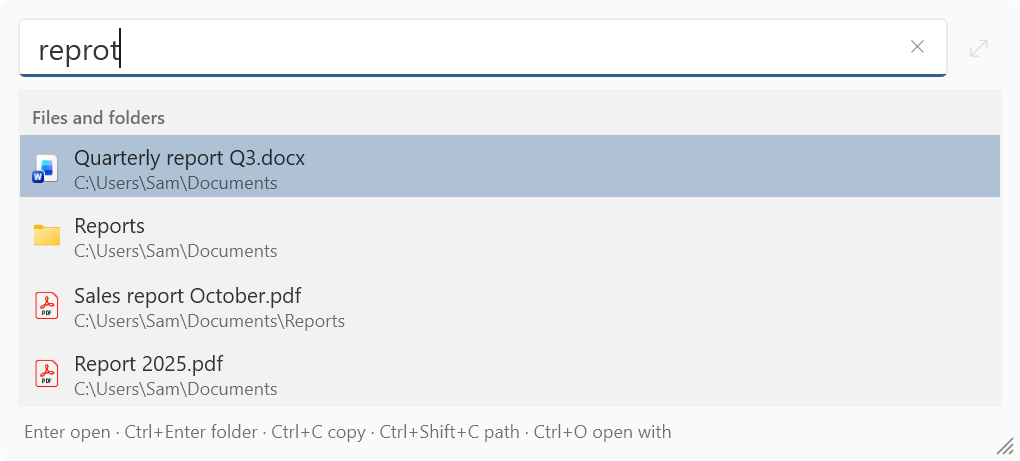 reprot
Files and folders
Quarterly report Q3.docx
C:\Users\Sam\Documents
Reports
C:\Users\Sam\Documents
Sales report October.pdf
C:\Users\Sam\Documents\Reports
Report 2025.pdf
C:\Users\Sam\Documents
Enter open · Ctrl+Enter folder · Ctrl+C copy · Ctrl+Shift+C path · Ctrl+O open with